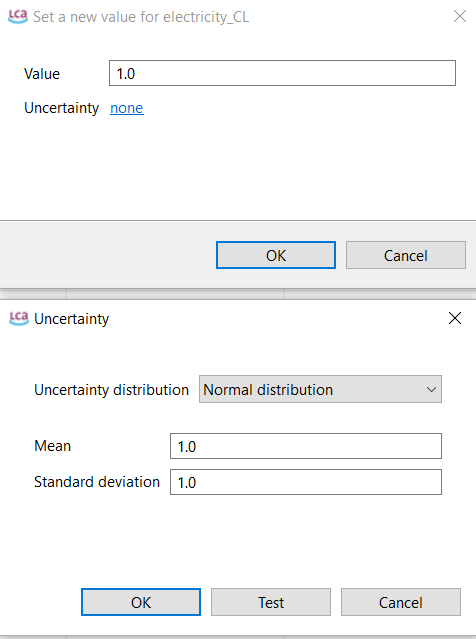 LCA Set a new value for electricity_CL
Value 1.0
Uncertainty none
OK Cancel
LCA Uncertainty
Uncertainty distribution Normal distribution
Mean 1.0
Standard deviation 1.0
OK Test Cancel